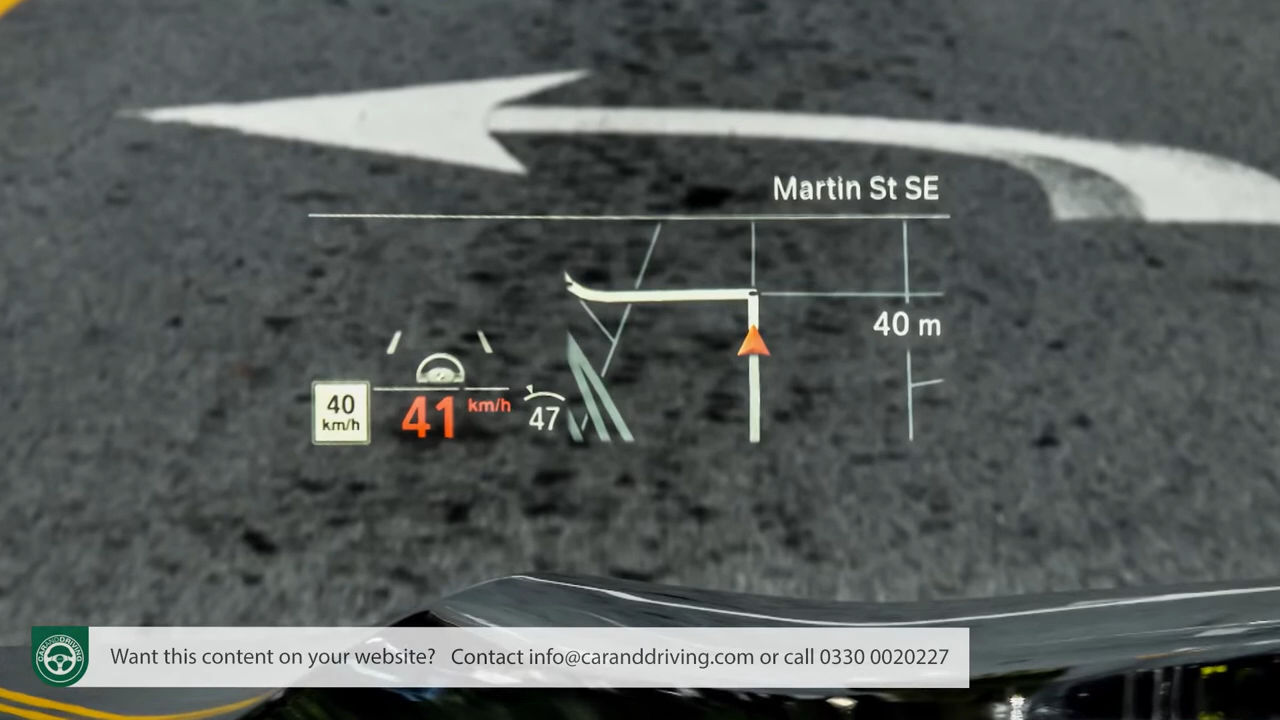 Martin St SE
40 m
40
km/h
41 km/h
47
CARANDDRIVING
Want this content on your website? Contact info@caranddriving.com or call 0330 0020227